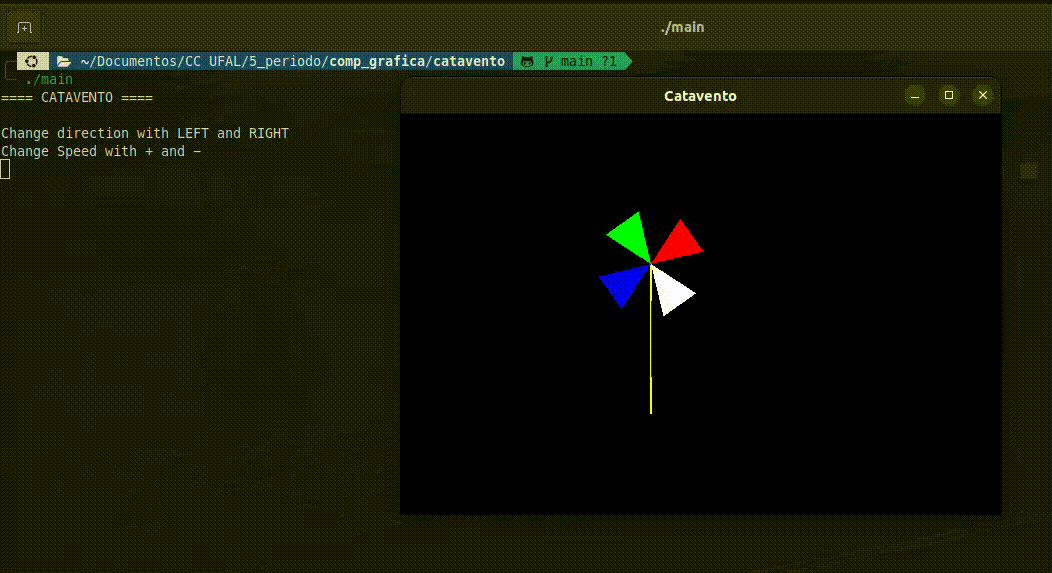 ./main
~/Documentos/CC UFAL/5_periodo/comp_grafica/catavento main ?1
./main
==== CATAVENTO ====
Change direction with LEFT and RIGHT
Change Speed with + and -
Catavento